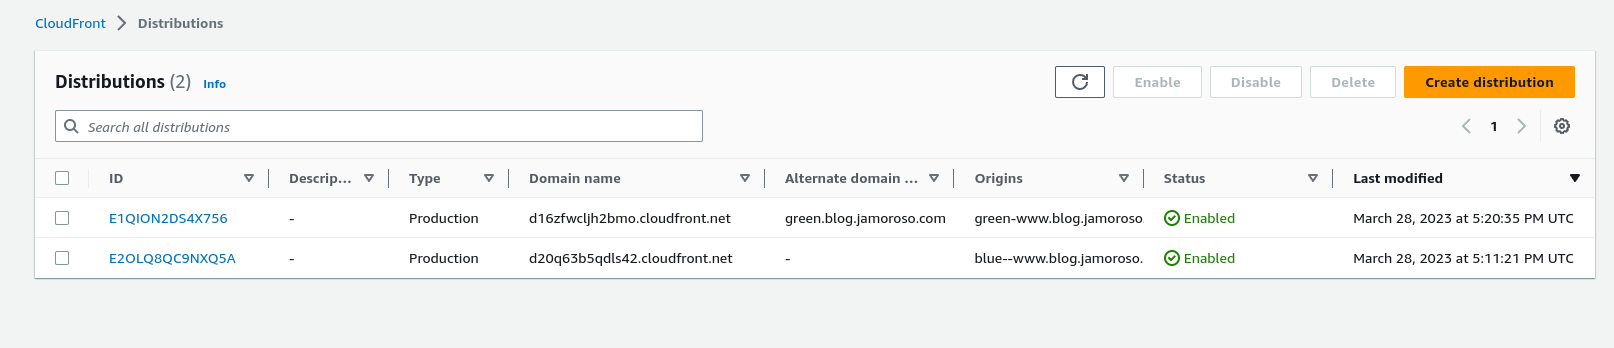 CloudFront > Distributions
Distributions (2) Info
Enable Disable Delete Create distribution
Search all distributions
1
ID Descrip... Type Domain name Alternate domain ... Origins Status Last modified
E1QION2DS4X756 - Production d16zfwcljh2bmo.cloudfront.net green.blog.jamoroso.com green-www.blog.jamoroso Enabled March 28, 2023 at 5:20:35 PM UTC
E2OLQ8QC9NXQ5A - Production d20q63b5qdls42.cloudfront.net - blue--www.blog.jamoroso. Enabled March 28, 2023 at 5:11:21 PM UTC